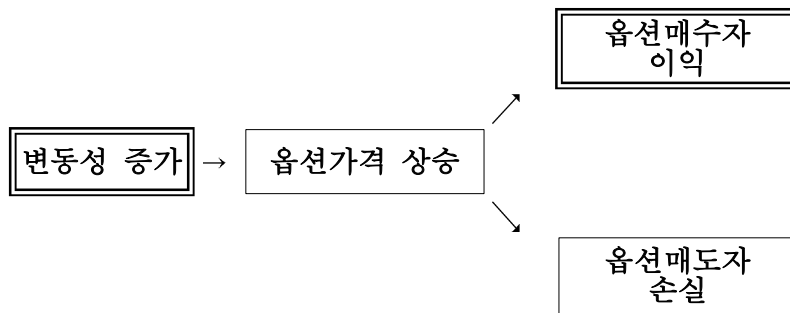 옵션매수자
이익
변동성 증가 → 옵션가격 상승
옵션매도자
손실